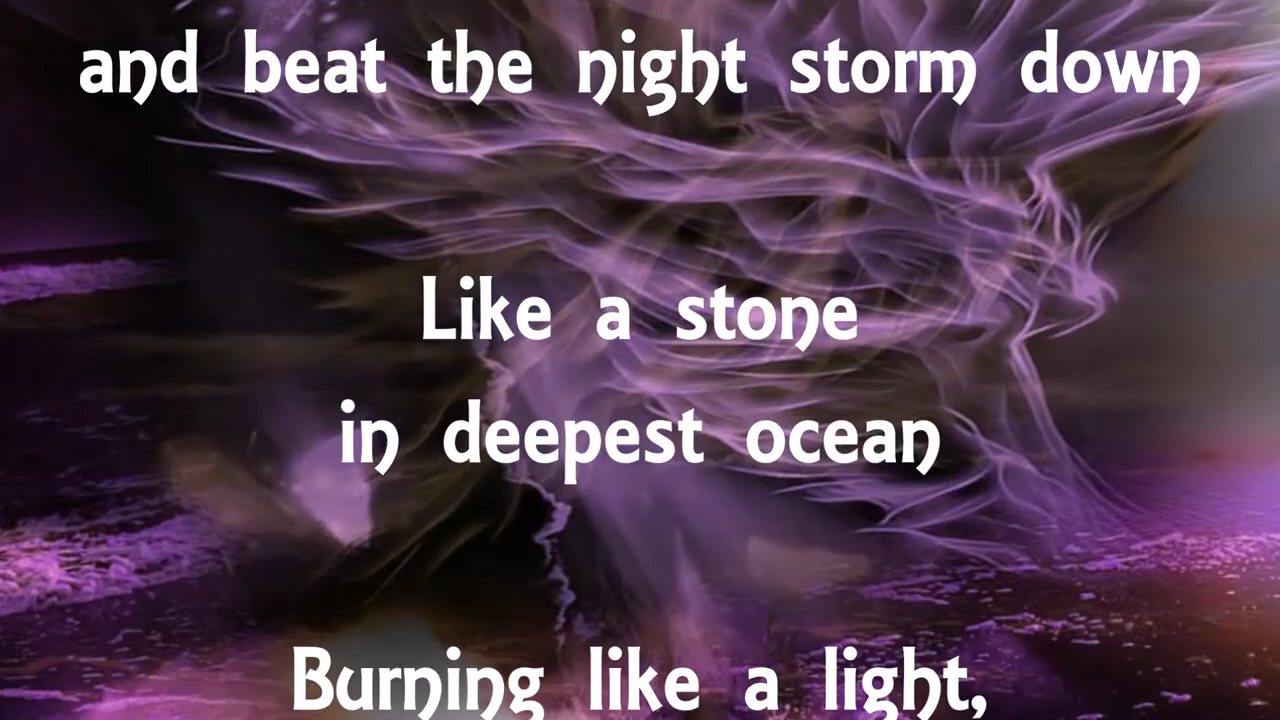 and beat the night storm down
Like a stone
in deepest ocean
Burning like a light,